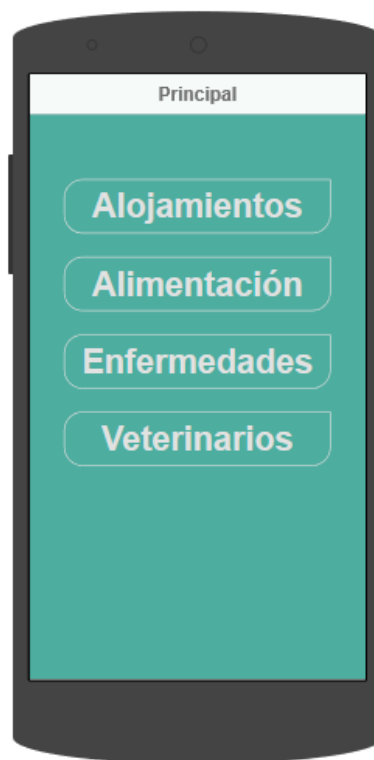 Principal
Alojamientos
Alimentación
Enfermedades
Veterinarios